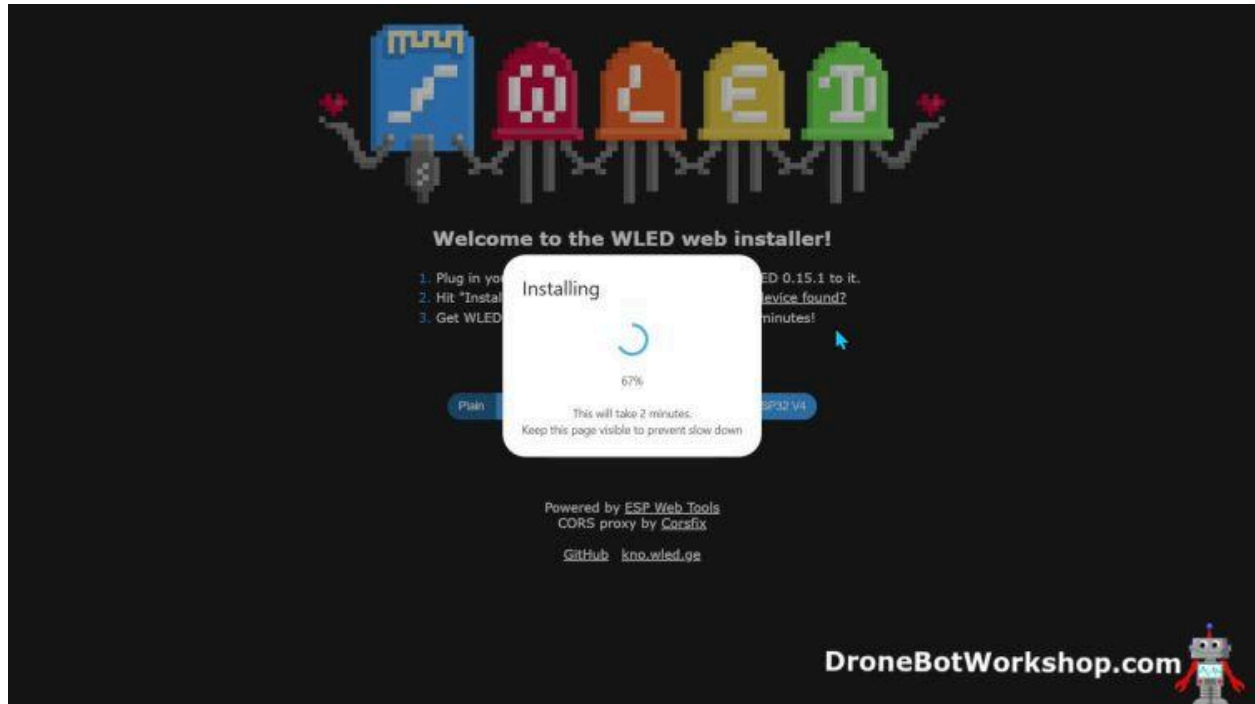 WLED
Welcome to the WLED web installer!
1. Plug in yo ED 0.15.1 to it.
2. Hit "Instal evice found?
3. Get WLED minutes!
Installing
67%
This will take 2 minutes.
Keep this page visible to prevent slow down
Plain SP32 V4
Powered by ESP Web Tools
CORS proxy by Corsfix
GitHub kno.wled.ge
DroneBotWorkshop.com